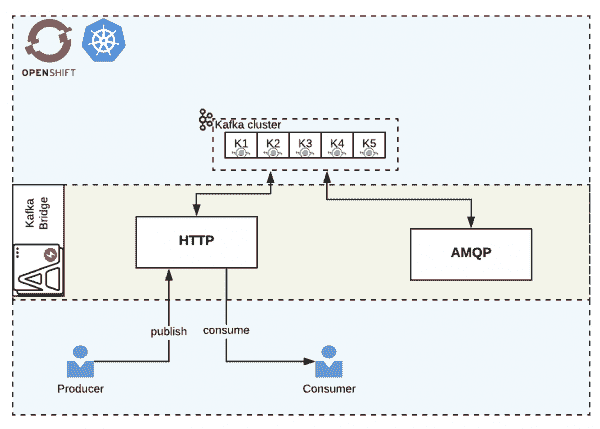 OPENSHIFT
Kafka cluster
K1 K2 K3 K4 K5
Kafka
Bridge
HTTP
AMQP
publish
consume
Producer
Consumer